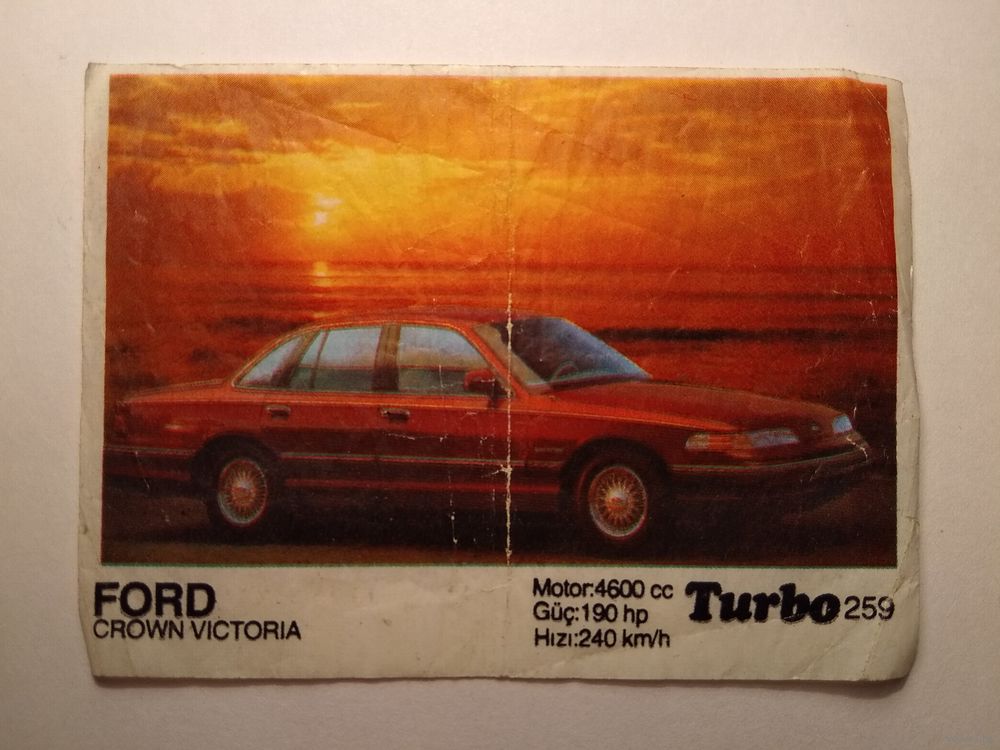 FORD
CROWN VICTORIA
Motor:4600 cc
Güç:190 hp
Hızı:240 km/h
Turbo 259